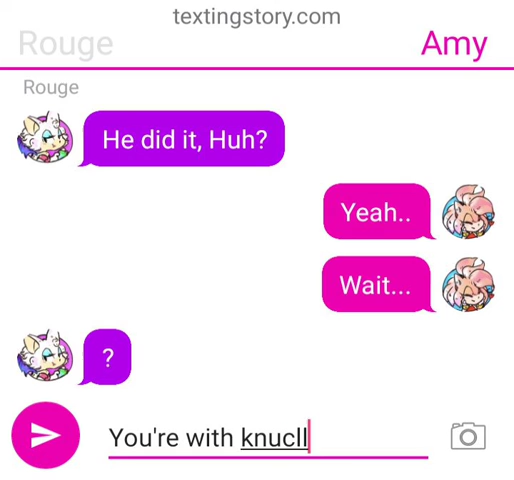 textingstory.com
Rouge Amy
Rouge
He did it, Huh?
Yeah..
Wait...
?
You're with knucll